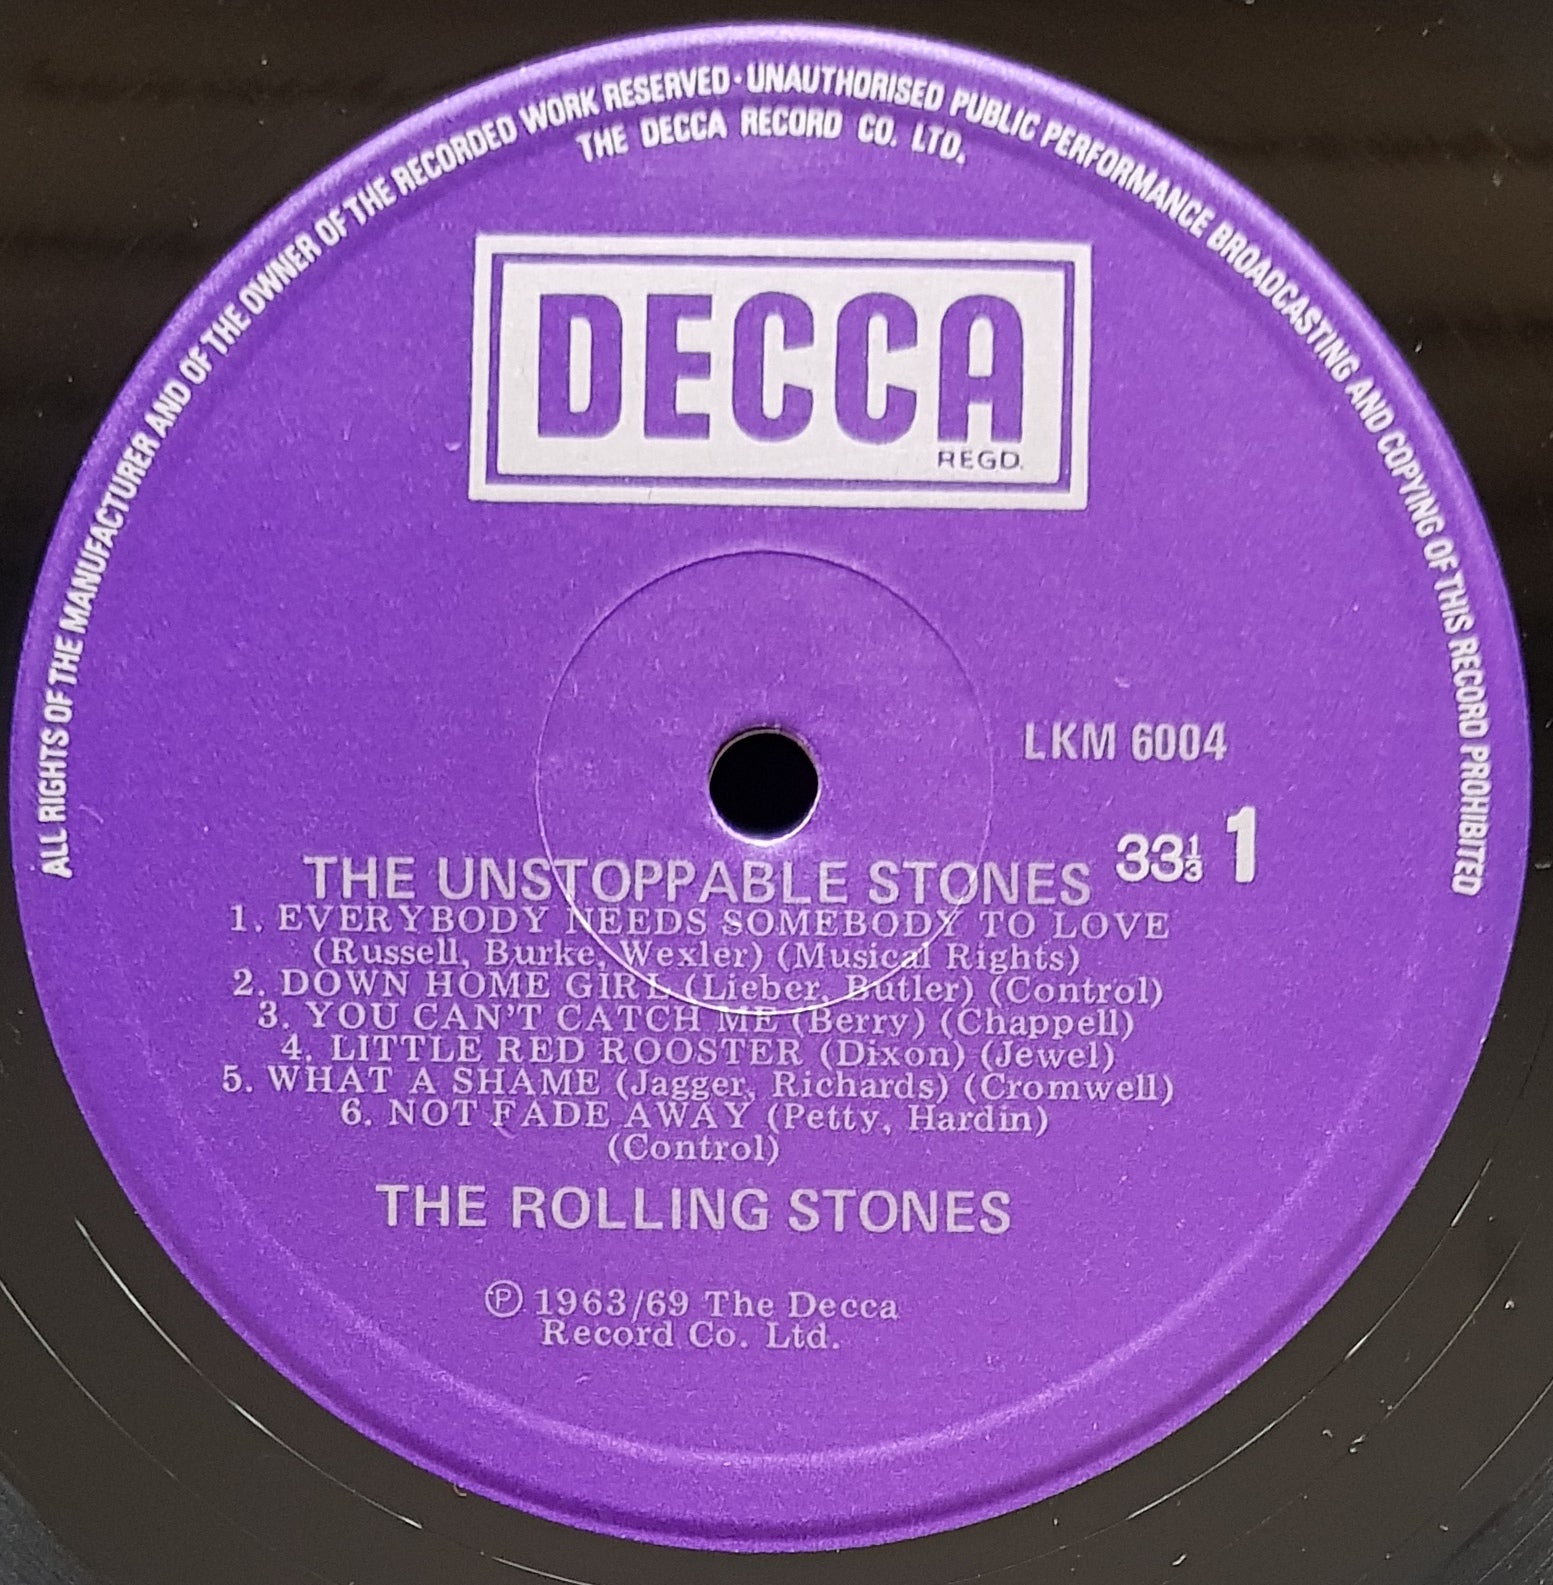 ALL RIGHTS OF THE MANUFACTURER AND OF THE OWNER OF THE RECORDED WORK RESERVED · UNAUTHORISED PUBLIC PERFORMANCE BROADCASTING AND COPYING OF THIS RECORD PROHIBITED
THE DECCA RECORD CO. LTD.
DECCA
REGD.
LKM 6004
33⅓ 1
THE UNSTOPPABLE STONES
1. EVERYBODY NEEDS SOMEBODY TO LOVE
(Russell, Burke, Wexler) (Musical Rights)
2. DOWN HOME GIRL (Lieber, Butler) (Control)
3. YOU CAN'T CATCH ME (Berry) (Chappell)
4. LITTLE RED ROOSTER (Dixon) (Jewel)
5. WHAT A SHAME (Jagger, Richards) (Cromwell)
6. NOT FADE AWAY (Petty, Hardin)
(Control)
THE ROLLING STONES
℗ 1963/69 The Decca
Record Co. Ltd.